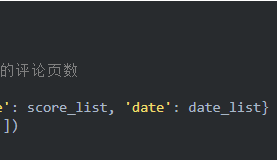 的评论页数
': score_list, 'date': date_list}
])